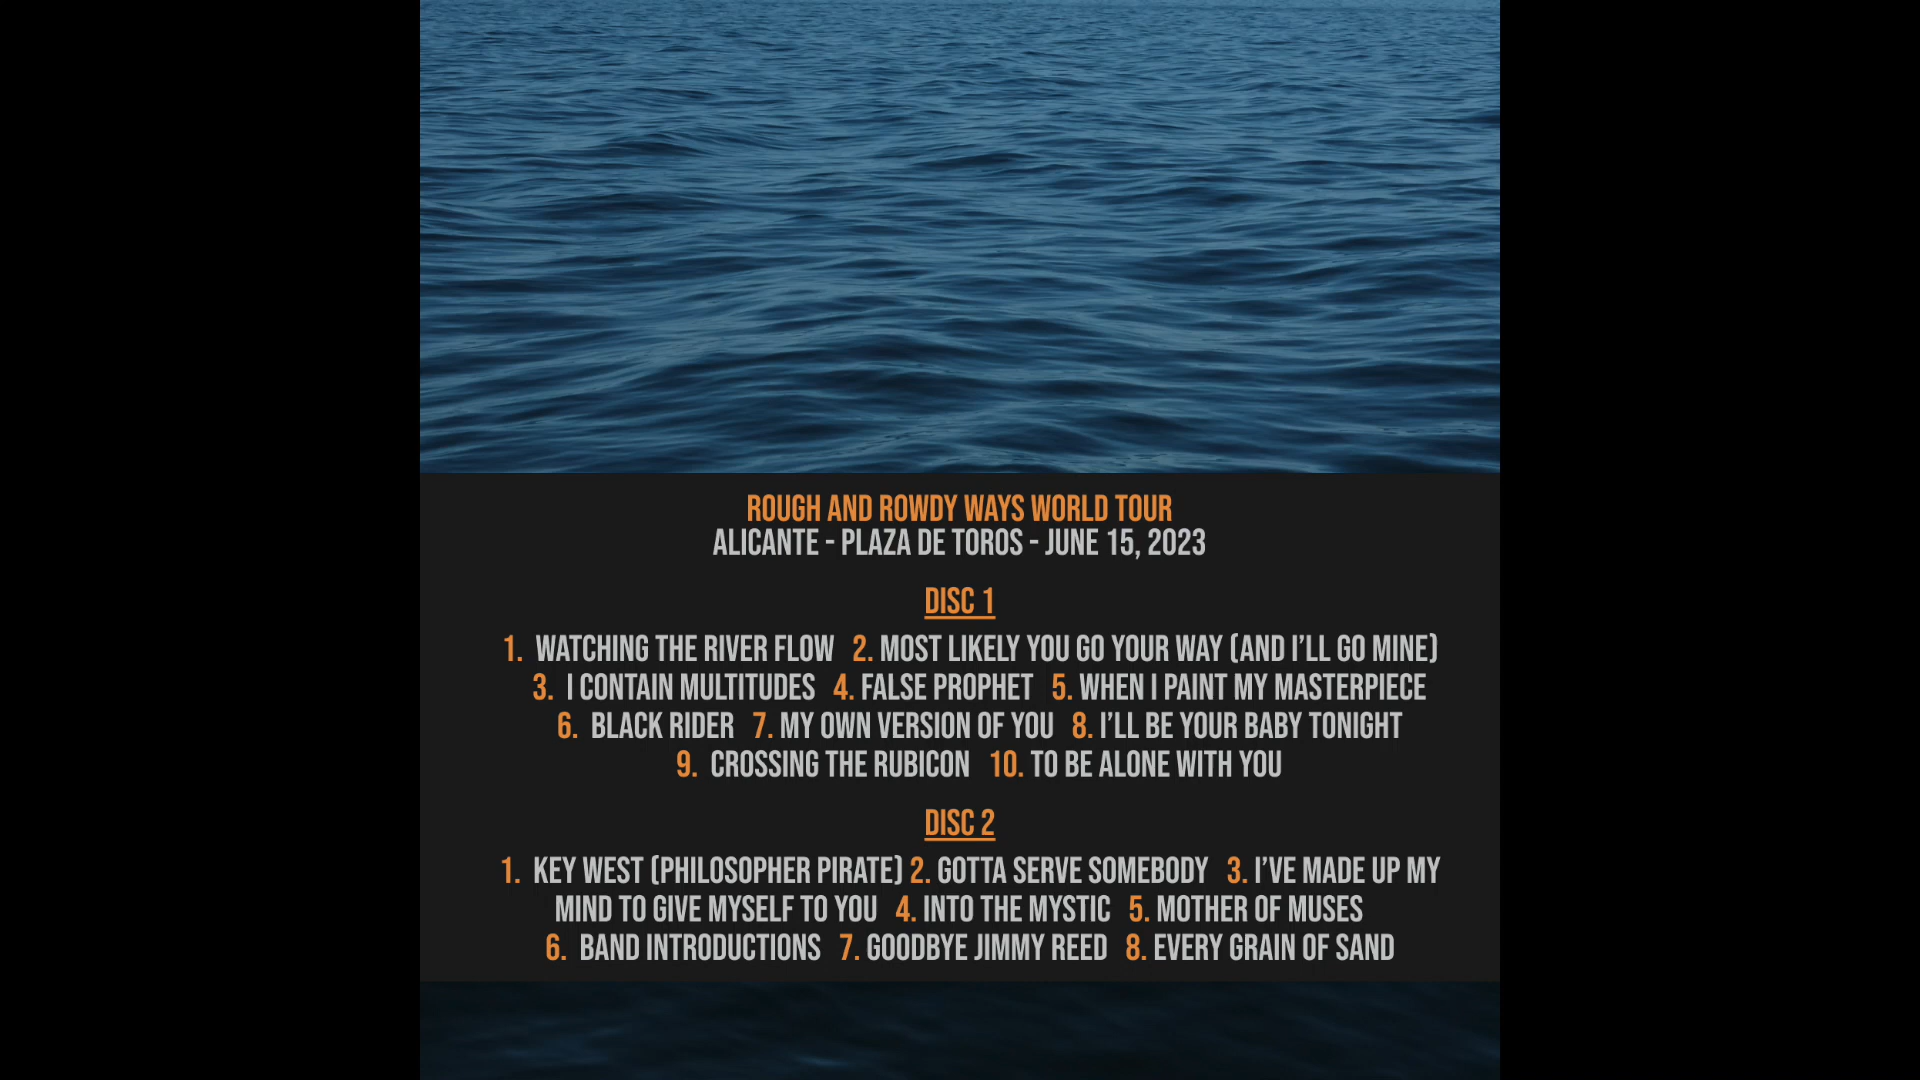 ROUGH AND ROWDY WAYS WORLD TOUR
ALICANTE - PLAZA DE TOROS - JUNE 15, 2023
DISC 1
1. WATCHING THE RIVER FLOW 2. MOST LIKELY YOU GO YOUR WAY (AND I'LL GO MINE)
3. I CONTAIN MULTITUDES 4. FALSE PROPHET 5. WHEN I PAINT MY MASTERPIECE
6. BLACK RIDER 7. MY OWN VERSION OF YOU 8. I'LL BE YOUR BABY TONIGHT
9. CROSSING THE RUBICON 10. TO BE ALONE WITH YOU
DISC 2
1. KEY WEST (PHILOSOPHER PIRATE) 2. GOTTA SERVE SOMEBODY 3. I'VE MADE UP MY
MIND TO GIVE MYSELF TO YOU 4. INTO THE MYSTIC 5. MOTHER OF MUSES
6. BAND INTRODUCTIONS 7. GOODBYE JIMMY REED 8. EVERY GRAIN OF SAND